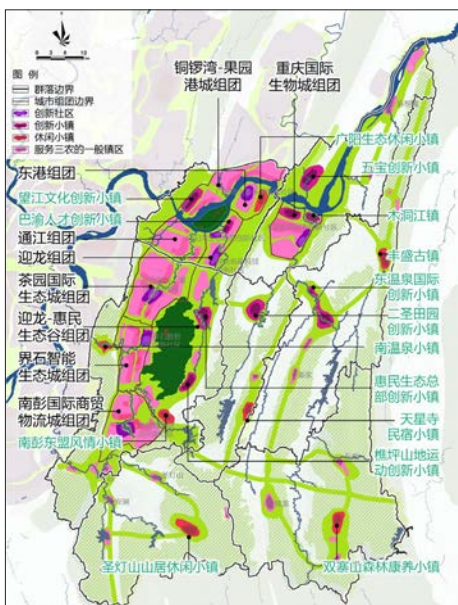 0 3 6 10
图 例
群落边界
城市组团边界
创新社区
创新小镇
休闲小镇
服务三农的一般镇区
铜锣湾-果园
港城组团
重庆国际
生物城组团
广阳生态休闲小镇
五宝创新小镇
东港组团
望江文化创新小镇
巴渝人才创新小镇
木洞江镇
通江组团
迎龙组团
丰盛古镇
茶园国际
生态城组团
东温泉国际
创新小镇
迎龙-惠民
生态谷组团
二圣田园
创新小镇
南温泉小镇
界石智能
生态城组团
惠民生态总
部创新小镇
南彭国际商贸
物流城组团
天星寺
民宿小镇
南彭东盟风情小镇
樵坪山地运
动创新小镇
圣灯山山居休闲小镇
双寨山森林康养小镇